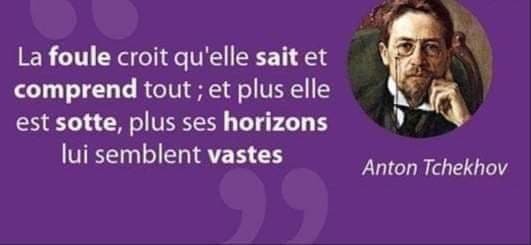 La foule croit qu'elle sait et
comprend tout ; et plus elle
est sotte, plus ses horizons
lui semblent vastes
Anton Tchekhov